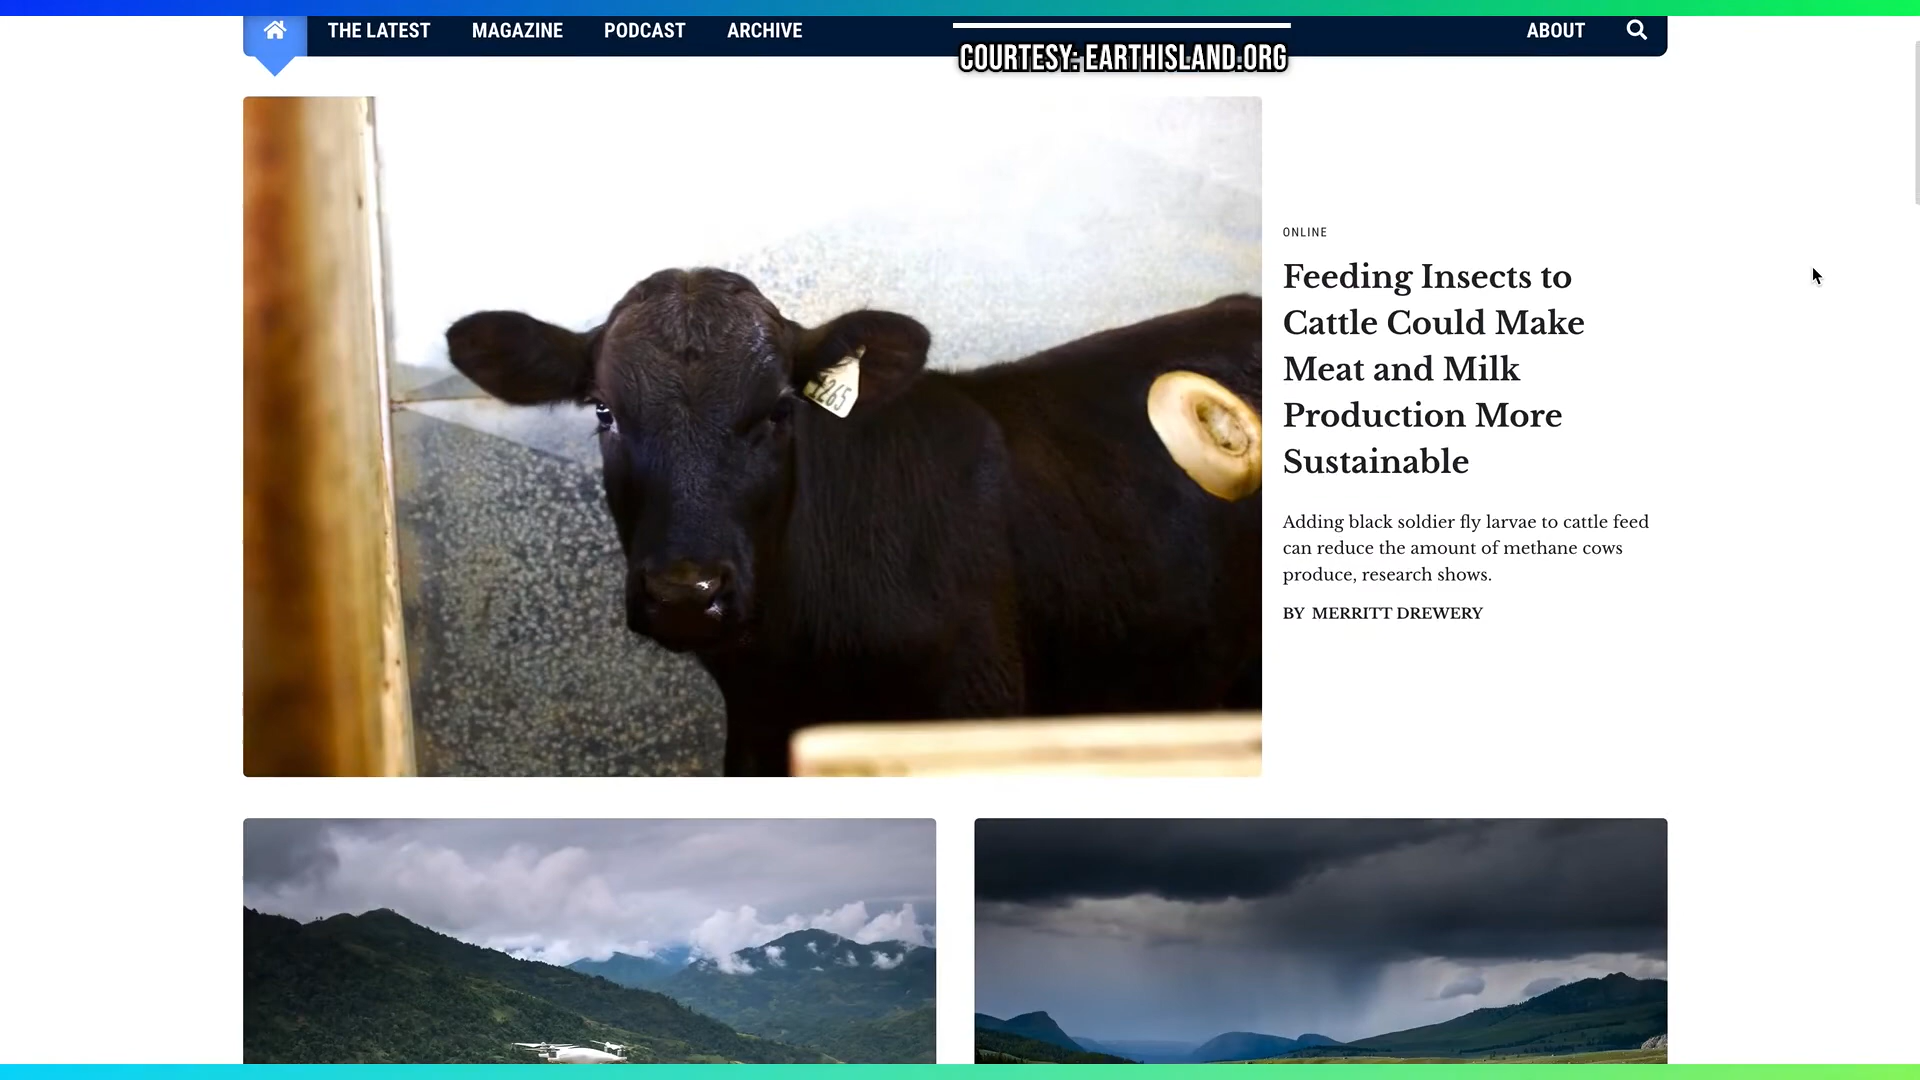 THE LATEST MAGAZINE PODCAST ARCHIVE ABOUT
COURTESY: EARTHISLAND.ORG
1265
ONLINE
Feeding Insects to
Cattle Could Make
Meat and Milk
Production More
Sustainable
Adding black soldier fly larvae to cattle feed
can reduce the amount of methane cows
produce, research shows.
BY MERRITT DREWERY